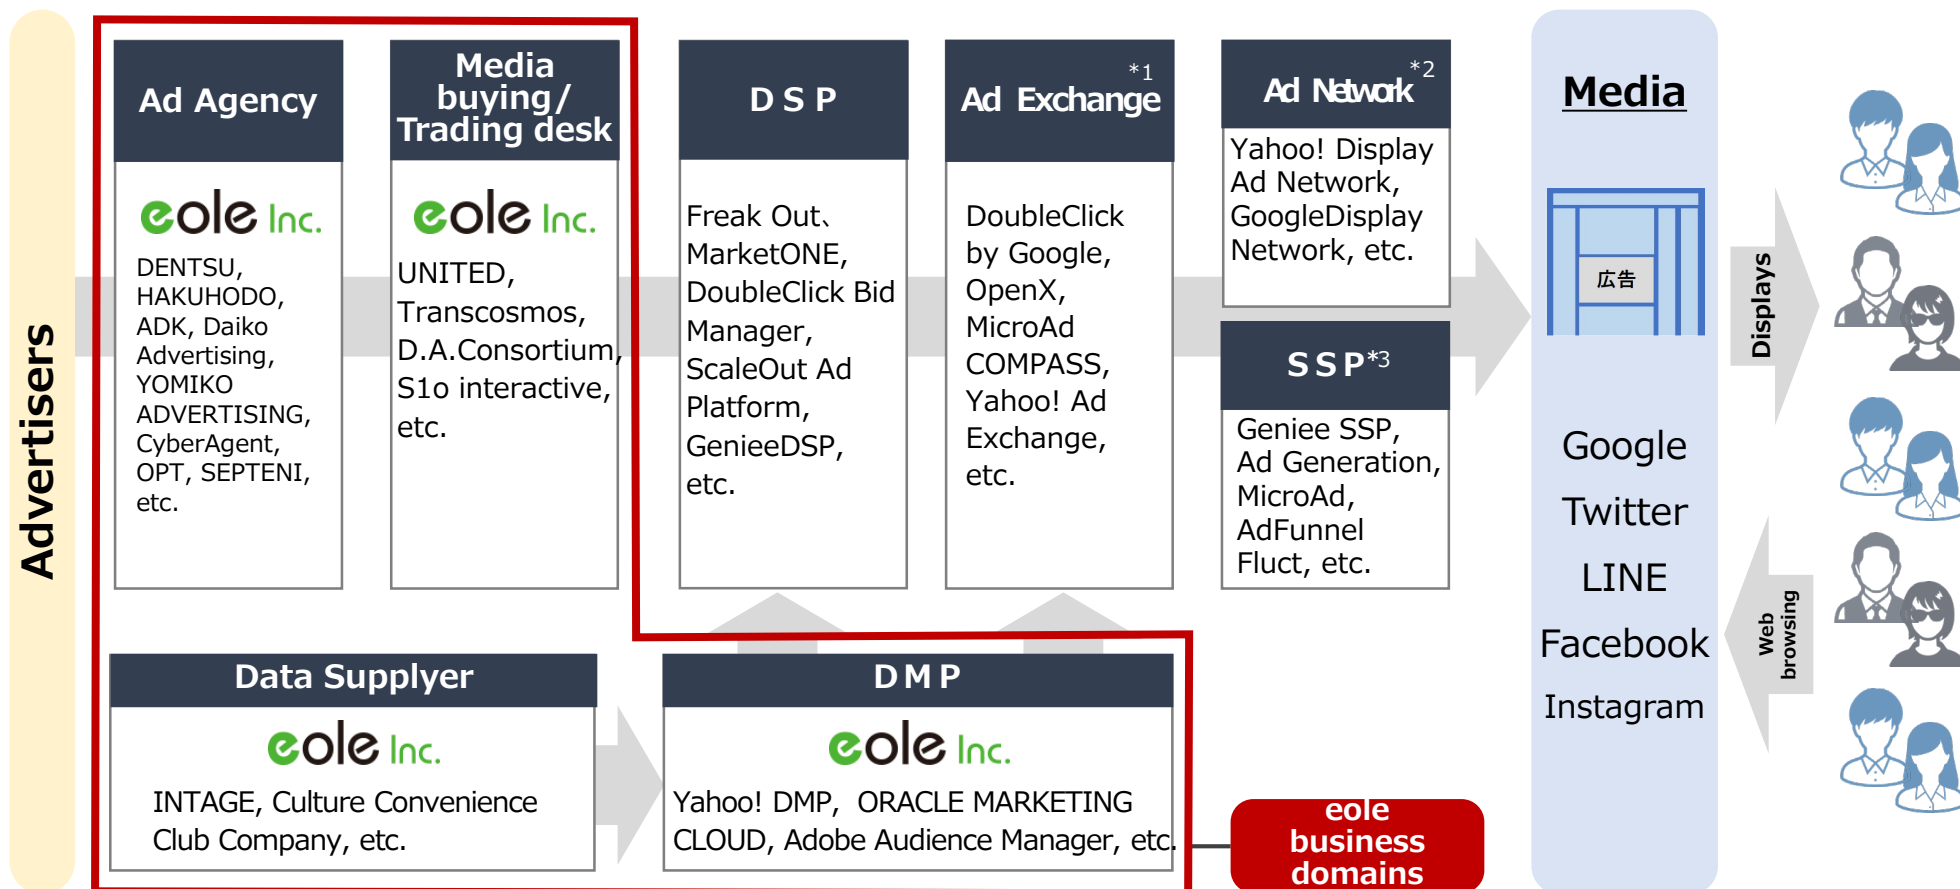 Advertisers
Ad Agency
eole Inc.
DENTSU,
HAKUHODO,
ADK, Daiko
Advertising,
YOMIKO
ADVERTISING,
CyberAgent,
OPT, SEPTENI,
etc.
Media
buying/
Trading desk
eole Inc.
UNITED,
Transcosmos,
D.A.Consortium,
S1o interactive,
etc.
DSP
Freak Out、
MarketONE,
DoubleClick Bid
Manager,
ScaleOut Ad
Platform,
GenieeDSP,
etc.
Ad Exchange *1
DoubleClick
by Google,
OpenX,
MicroAd
COMPASS,
Yahoo! Ad
Exchange,
etc.
Ad Network *2
Yahoo! Display
Ad Network,
GoogleDisplay
Network, etc.
SSP*3
Geniee SSP,
Ad Generation,
MicroAd,
AdFunnel
Fluct, etc.
Data Supplyer
eole Inc.
INTAGE, Culture Convenience
Club Company, etc.
DMP
eole Inc.
Yahoo! DMP, ORACLE MARKETING
CLOUD, Adobe Audience Manager, etc.
eole
business
domains
Media
広告
Google
Twitter
LINE
Facebook
Instagram
Displays
Web
browsing